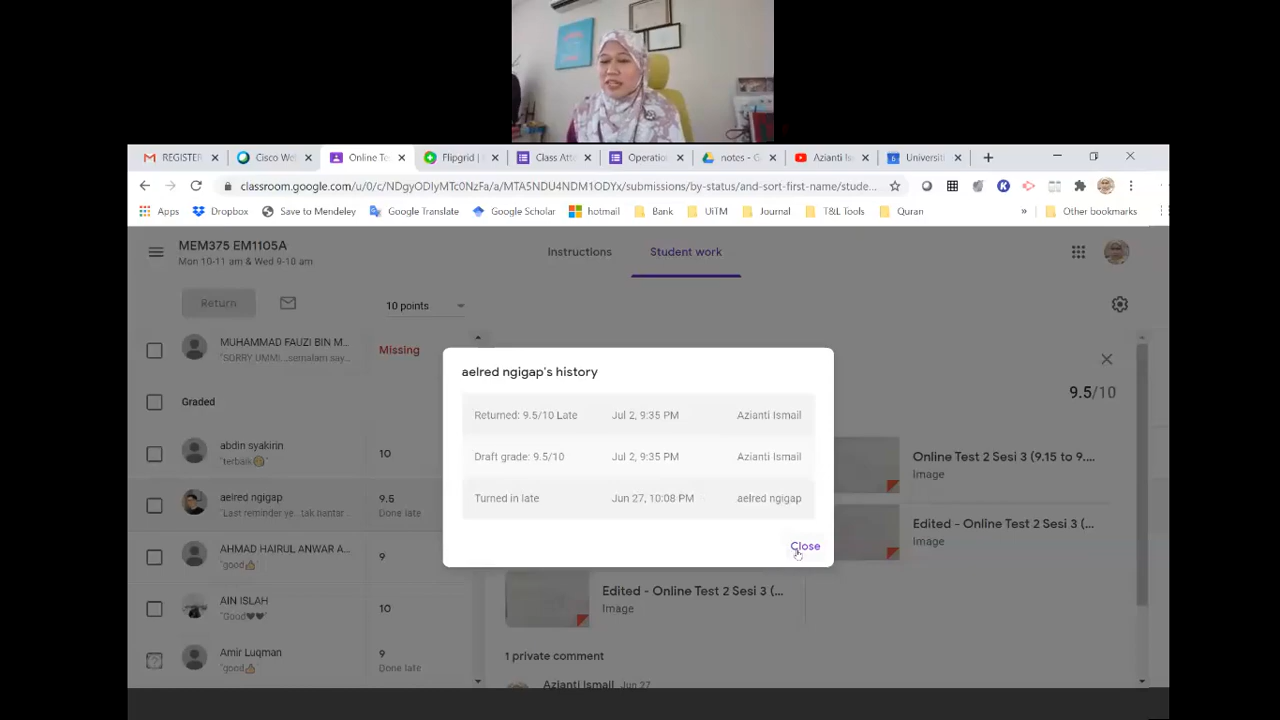 REGISTER
Cisco We
Online Te
Flipgrid |
Class Att
Operatio
notes - G
Azianti Is
Universit
classroom.google.com/u/0/c/NDgyODIyMTc0NzFa/a/MTA5NDU4NDM1ODYx/submissions/by-status/and-sort-first-name/stude...
Apps
Dropbox
Save to Mendeley
Google Translate
Google Scholar
hotmail
Bank
UiTM
Journal
T&L Tools
Quran
»
Other bookmarks
MEM375 EM1105A
Mon 10-11 am & Wed 9-10 am
Instructions
Student work
Return
10 points
MUHAMMAD FAUZI BIN M...
"SORRY UMMI...semalam say...
Missing
Graded
abdin syakirin
"terbaik"
10
aelred ngigap
"Last reminder ye...tak hantar...
9.5
Done late
AHMAD HAIRUL ANWAR A...
"good"
9
AIN ISLAH
"Good"
10
Amir Luqman
"good"
9
Done late
aelred ngigap's history
Returned: 9.5/10 Late Jul 2, 9:35 PM Azianti Ismail
Draft grade: 9.5/10 Jul 2, 9:35 PM Azianti Ismail
Turned in late Jun 27, 10:08 PM aelred ngigap
Close
9.5/10
Online Test 2 Sesi 3 (9.15 to 9....
Image
Edited - Online Test 2 Sesi 3 (...
Image
Edited - Online Test 2 Sesi 3 (...
Image
1 private comment
Azianti Ismail Jun 27